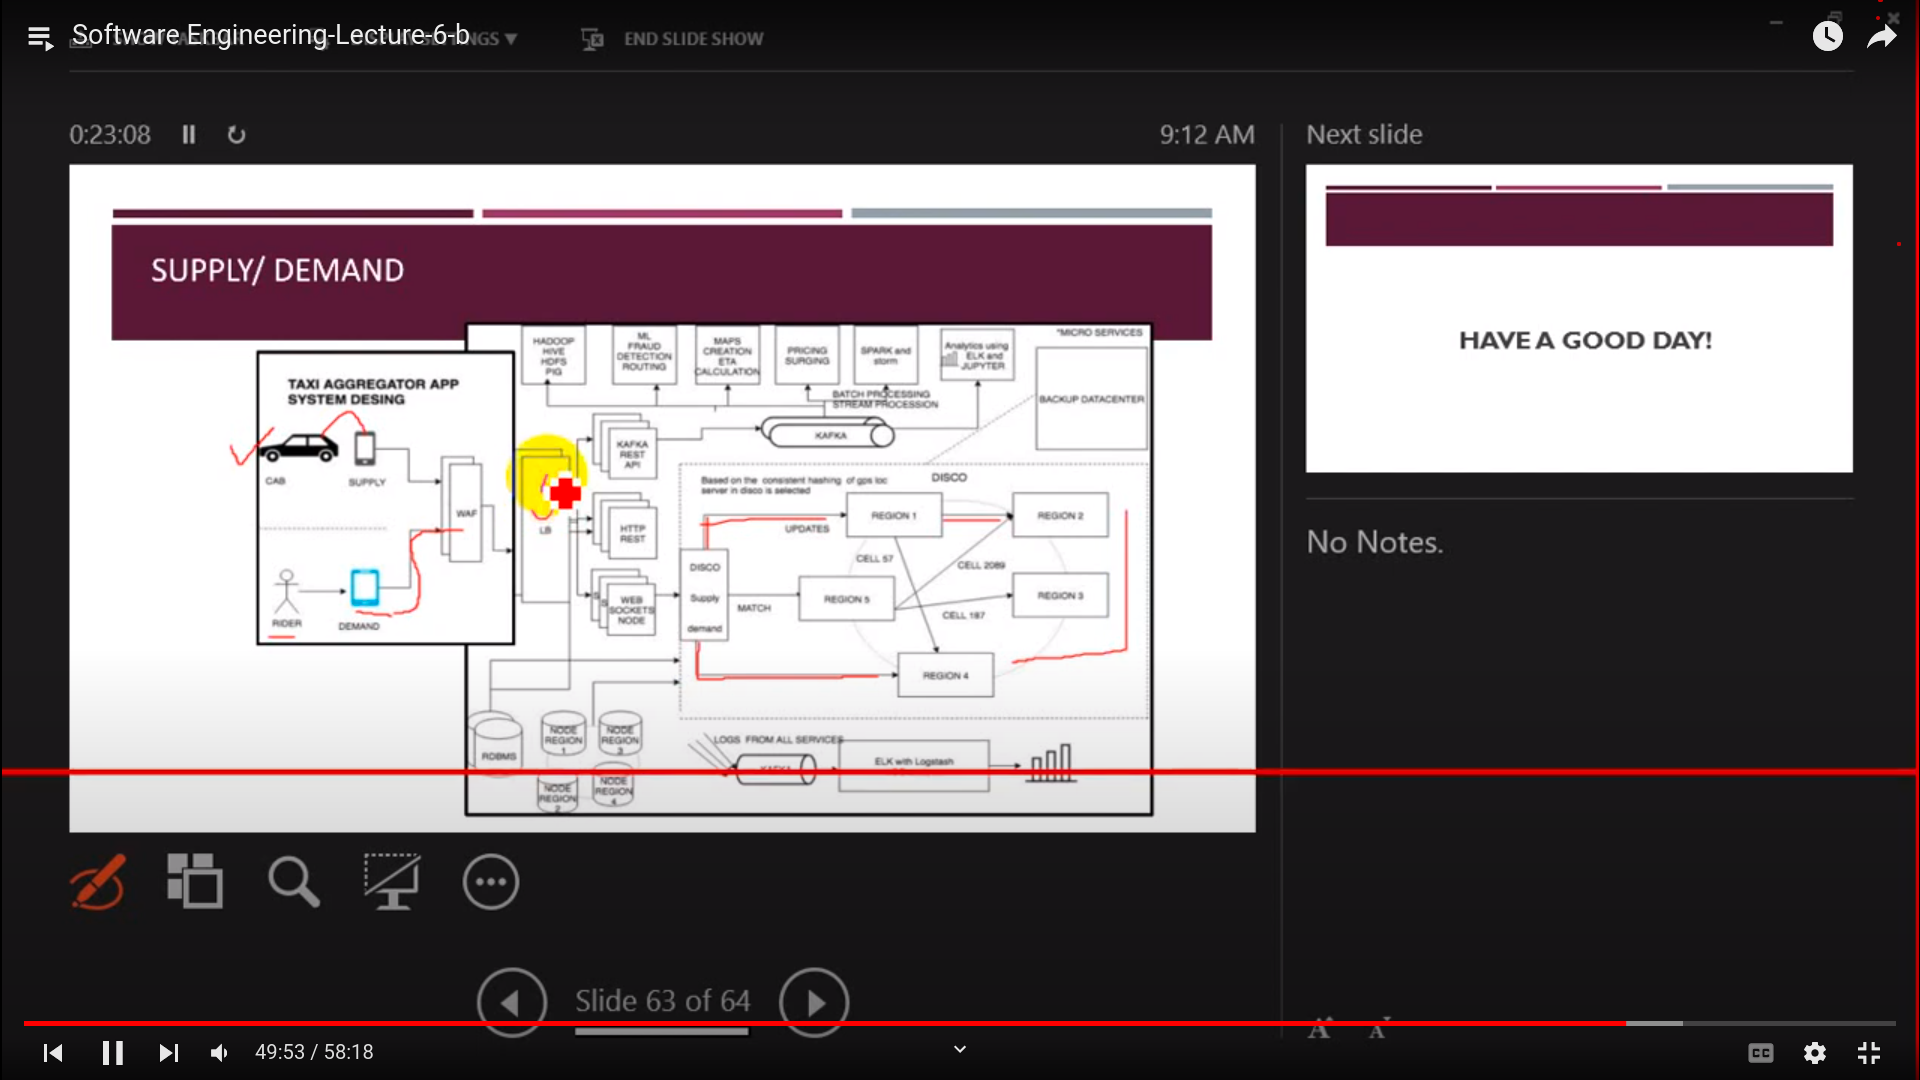 Software Engineering-Lecture-6-b
END SLIDE SHOW
0:23:08
9:12 AM
Next slide
SUPPLY/ DEMAND
HAVE A GOOD DAY!
No Notes.
TAXI AGGREGATOR APP
SYSTEM DESING
CAB
SUPPLY
WAF
RIDER
DEMAND
LB
HADOOP
HIVE
HDFS
PIG
ML
FRAUD
DETECTION
ROUTING
MAPS
CREATION
ETA
CALCULATION
PRICING
SURGING
SPARK and
storm
Analytics using
ELK and
JUPYTER
*MICRO SERVICES
BACKUP DATACENTER
BATCH PROCESSING
STREAM PROCESSION
KAFKA
REST
API
KAFKA
HTTP
REST
WEB
SOCKETS
NODE
Based on the consistent hashing of gps loc
server in disco is selected
DISCO
REGION 1
REGION 2
UPDATES
CELL 57
CELL 2089
DISCO
Supply
demand
MATCH
REGION 5
REGION 3
CELL 187
REGION 4
RDBMS
NODE
REGION
1
NODE
REGION
3
NODE
REGION
2
NODE
REGION
4
LOGS FROM ALL SERVICES
KAFKA
ELK with Logstash
Slide 63 of 64
49:53 / 58:18
CC